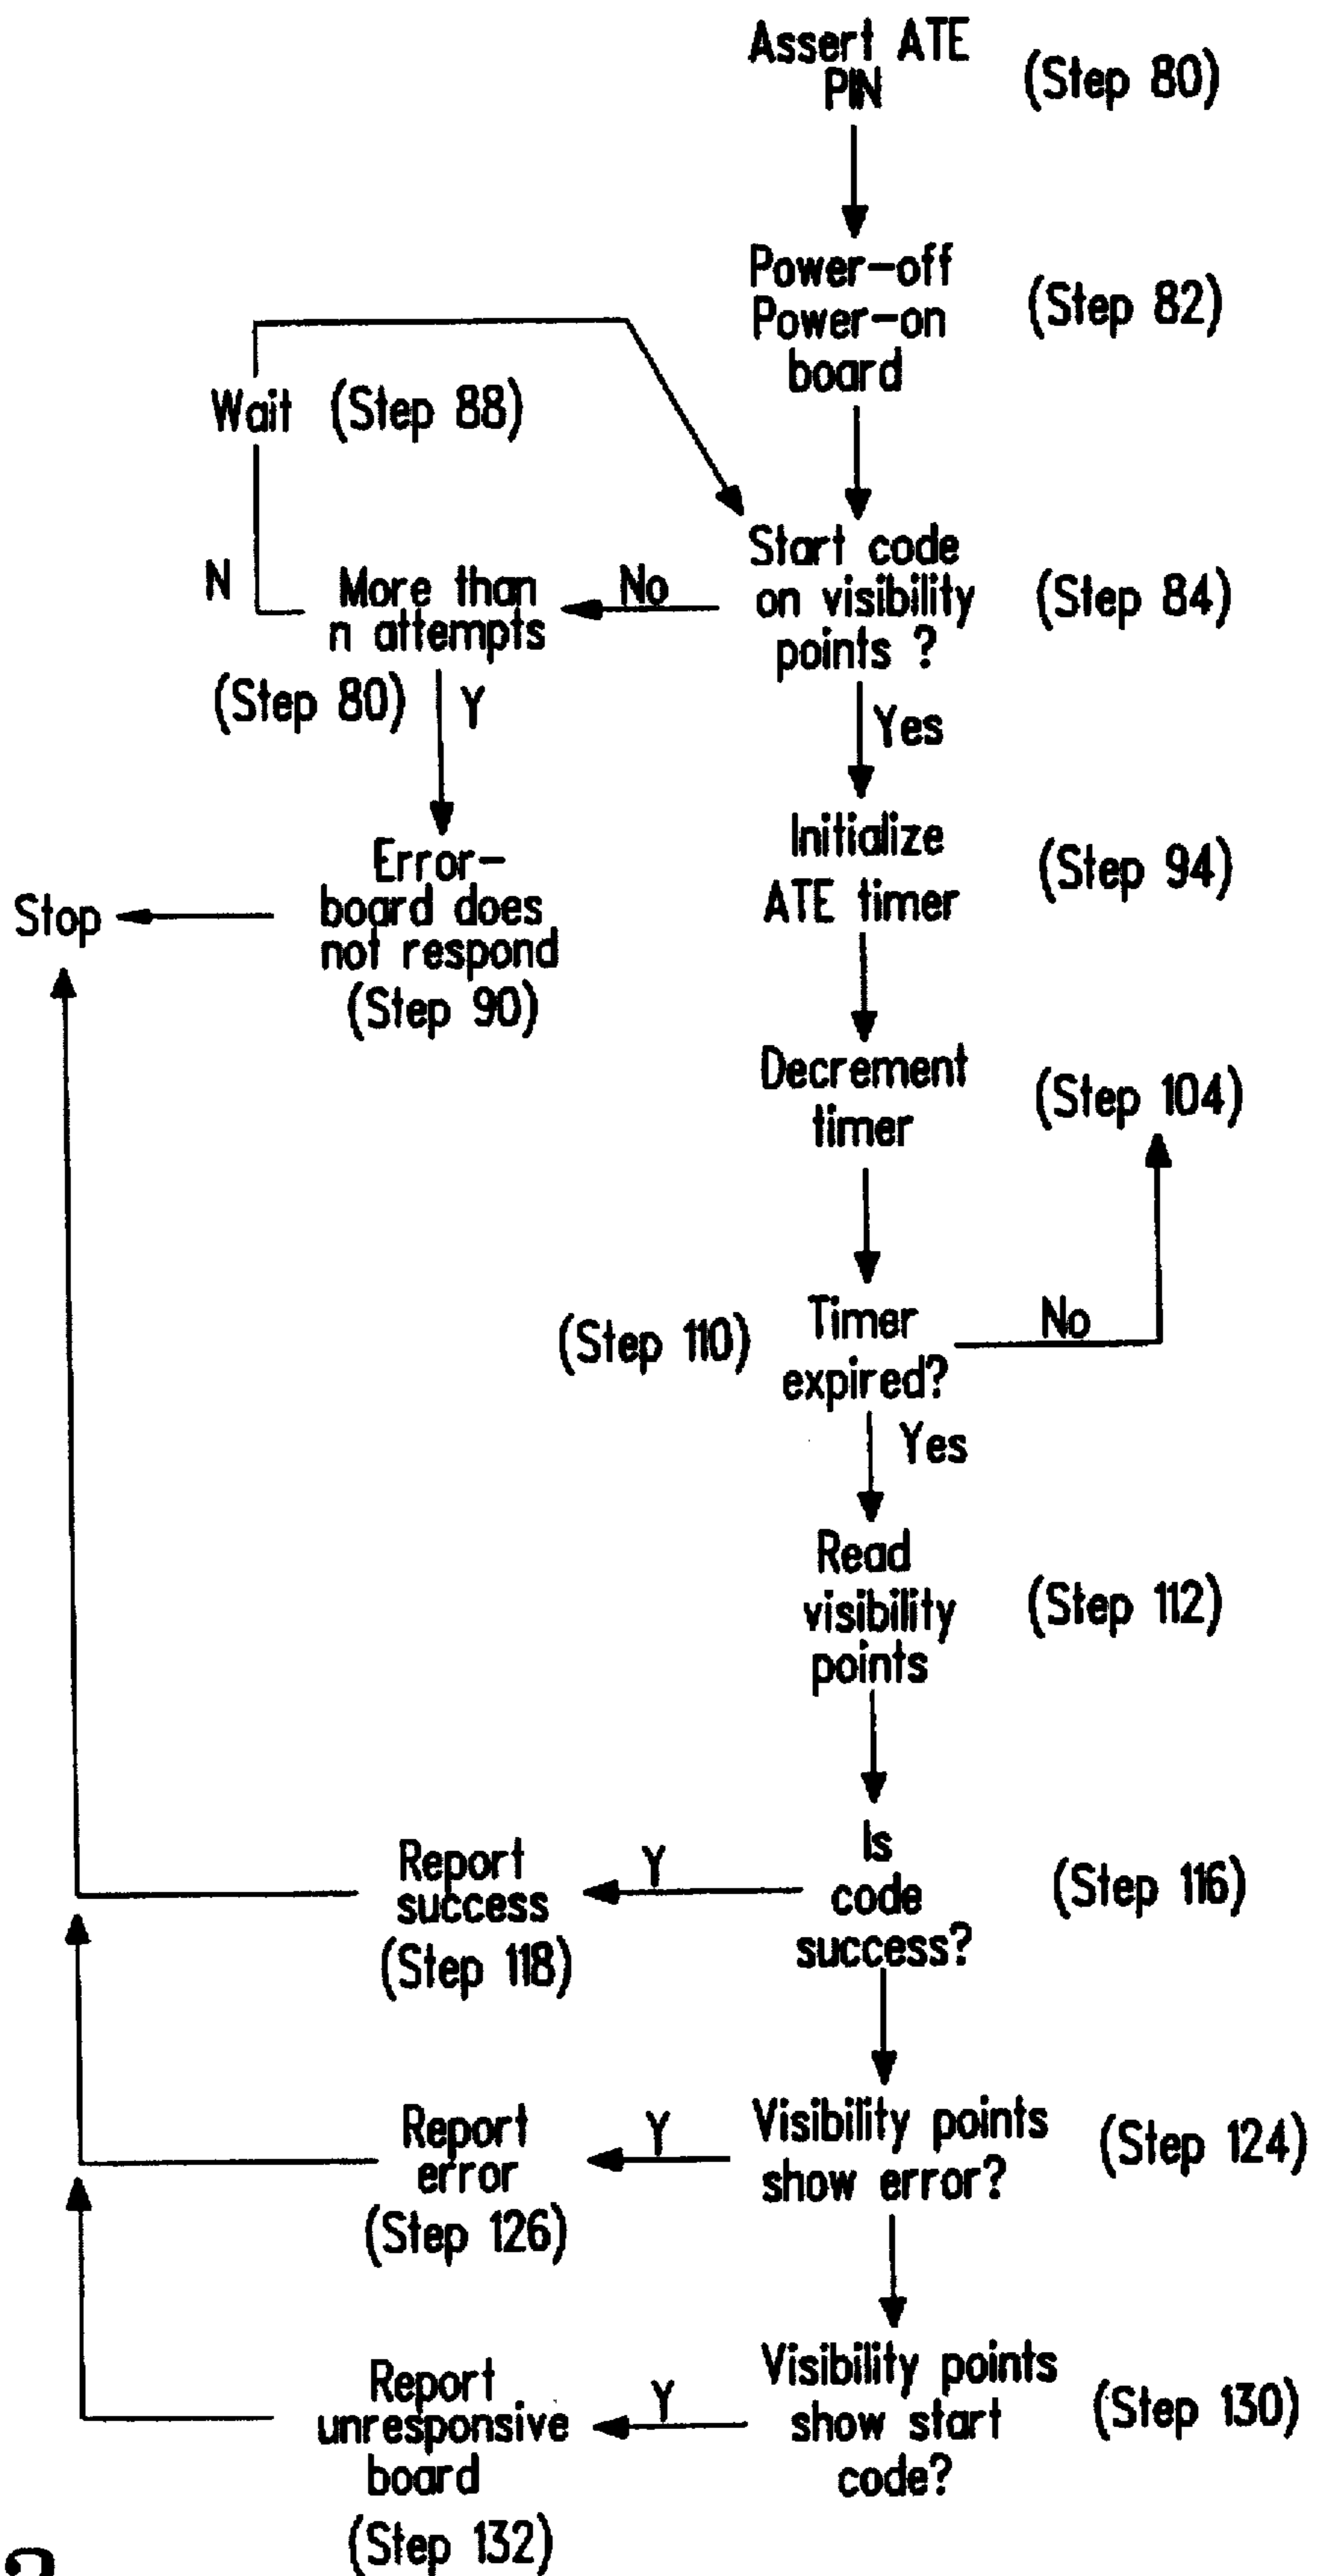 Assert ATE
PIN
(Step 80)
Power-off
Power-on
board
(Step 82)
Wait (Step 88)
Start code
on visibility
points ?
(Step 84)
No
More than
n attempts
(Step 80)
N
Y
Yes
Error-
board does
not respond
(Step 90)
Stop
Initialize
ATE timer
(Step 94)
Decrement
timer
(Step 104)
Timer
expired?
(Step 110)
No
Yes
Read
visibility
points
(Step 112)
Is
code
success?
(Step 116)
Y
Report
success
(Step 118)
Visibility points
show error?
(Step 124)
Y
Report
error
(Step 126)
Visibility points
show start
code?
(Step 130)
Y
Report
unresponsive
board
(Step 132)